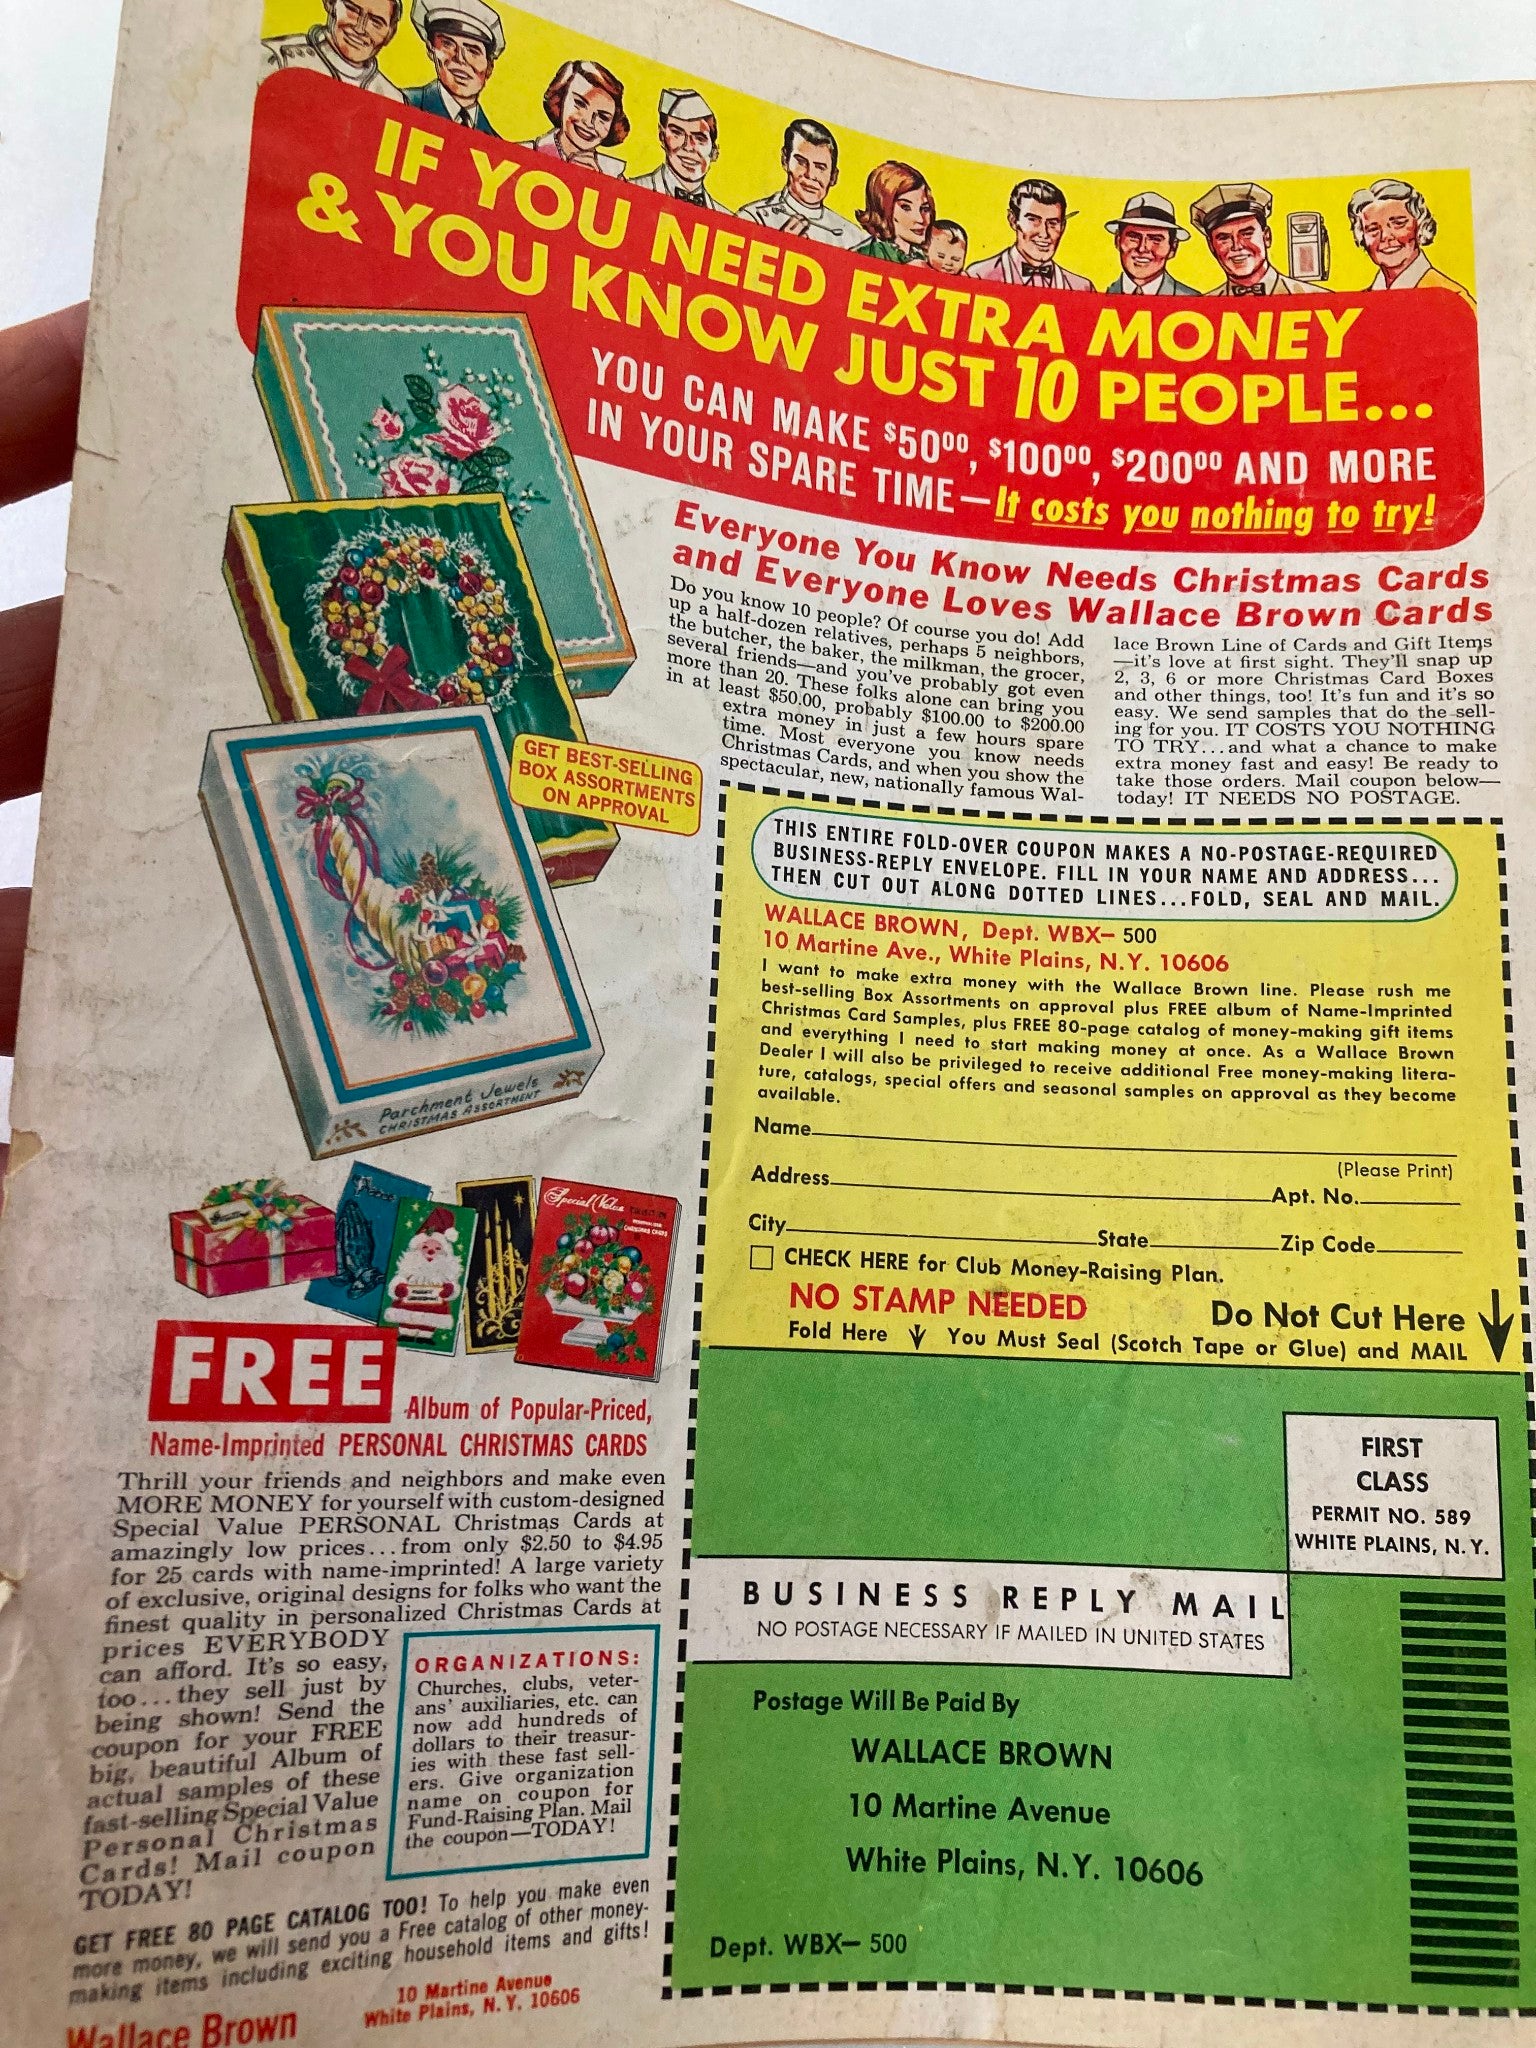 IF YOU NEED EXTRA MONEY
& YOU KNOW JUST 10 PEOPLE...
YOU CAN MAKE $50⁰⁰, $100⁰⁰, $200⁰⁰ AND MORE
IN YOUR SPARE TIME—It costs you nothing to try!
Everyone You Know Needs Christmas Cards
and Everyone Loves Wallace Brown Cards
Do you know 10 people? Of course you do! Add
up a half-dozen relatives, perhaps 5 neighbors,
the butcher, the baker, the milkman, the grocer,
several friends—and you've probably got even
more than 20. These folks alone can bring you
in at least $50.00, probably $100.00 to $200.00
extra money in just a few hours spare
time. Most everyone you know needs
Christmas Cards, and when you show the
spectacular, new, nationally famous Wal-
lace Brown Line of Cards and Gift Items
—it's love at first sight. They'll snap up
2, 3, 6 or more Christmas Card Boxes
and other things, too! It's fun and it's so
easy. We send samples that do the sell-
ing for you. IT COSTS YOU NOTHING
TO TRY...and what a chance to make
extra money fast and easy! Be ready to
take those orders. Mail coupon below—
today! IT NEEDS NO POSTAGE.
GET BEST-SELLING
BOX ASSORTMENTS
ON APPROVAL
Parchment Jewels
CHRISTMAS ASSORTMENT
THIS ENTIRE FOLD-OVER COUPON MAKES A NO-POSTAGE-REQUIRED
BUSINESS-REPLY ENVELOPE. FILL IN YOUR NAME AND ADDRESS...
THEN CUT OUT ALONG DOTTED LINES...FOLD, SEAL AND MAIL.
WALLACE BROWN, Dept. WBX— 500
10 Martine Ave., White Plains, N.Y. 10606
I want to make extra money with the Wallace Brown line. Please rush me
best-selling Box Assortments on approval plus FREE album of Name-Imprinted
Christmas Card Samples, plus FREE 80-page catalog of money-making gift items
and everything I need to start making money at once. As a Wallace Brown
Dealer I will also be privileged to receive additional Free money-making litera-
ture, catalogs, special offers and seasonal samples on approval as they become
available.
Name
(Please Print)
Address Apt. No.
City State Zip Code
CHECK HERE for Club Money-Raising Plan.
NO STAMP NEEDED Do Not Cut Here
Fold Here You Must Seal (Scotch Tape or Glue) and MAIL
FIRST
CLASS
PERMIT NO. 589
WHITE PLAINS, N.Y.
BUSINESS REPLY MAIL
NO POSTAGE NECESSARY IF MAILED IN UNITED STATES
Postage Will Be Paid By
WALLACE BROWN
10 Martine Avenue
White Plains, N.Y. 10606
Dept. WBX— 500
Peace
Special Value
CHRISTMAS CARDS
FREE Album of Popular-Priced,
Name-Imprinted PERSONAL CHRISTMAS CARDS
Thrill your friends and neighbors and make even
MORE MONEY for yourself with custom-designed
Special Value PERSONAL Christmas Cards at
amazingly low prices...from only $2.50 to $4.95
for 25 cards with name-imprinted! A large variety
of exclusive, original designs for folks who want the
finest quality in personalized Christmas Cards at
prices EVERYBODY
can afford. It's so easy,
too...they sell just by
being shown! Send the
coupon for your FREE
big, beautiful Album of
actual samples of these
fast-selling Special Value
Personal Christmas
Cards! Mail coupon
TODAY!
ORGANIZATIONS:
Churches, clubs, veter-
ans' auxiliaries, etc. can
now add hundreds of
dollars to their treasur-
ies with these fast sell-
ers. Give organization
name on coupon for
Fund-Raising Plan. Mail
the coupon—TODAY!
GET FREE 80 PAGE CATALOG TOO! To help you make even
more money, we will send you a Free catalog of other money-
making items including exciting household items and gifts!
Wallace Brown
10 Martine Avenue
White Plains, N.Y. 10606